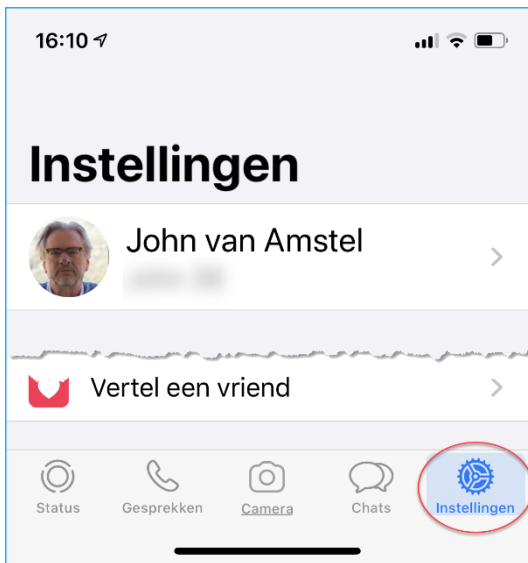 16:10
Instellingen
John van Amstel
Vertel een vriend
Status Gesprekken Camera Chats Instellingen